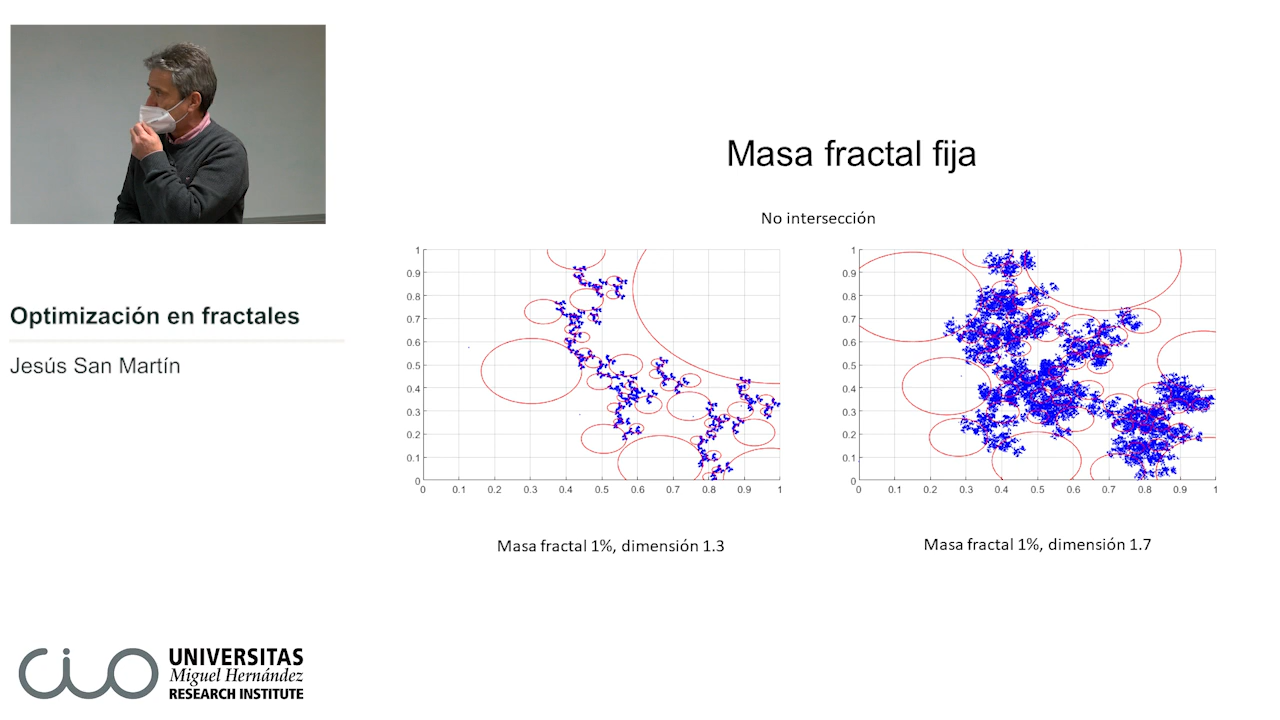 Masa fractal fija
No intersección
1
0.9
0.8
0.7
0.6
0.5
0.4
0.3
0.2
0.1
0
0 0.1 0.2 0.3 0.4 0.5 0.6 0.7 0.8 0.9 1
1
0.9
0.8
0.7
0.6
0.5
0.4
0.3
0.2
0.1
0
0 0.1 0.2 0.3 0.4 0.5 0.6 0.7 0.8 0.9 1
Masa fractal 1%, dimensión 1.3
Masa fractal 1%, dimensión 1.7
Optimización en fractales
Jesús San Martín
cio
UNIVERSITAS
Miguel Hernández
RESEARCH INSTITUTE